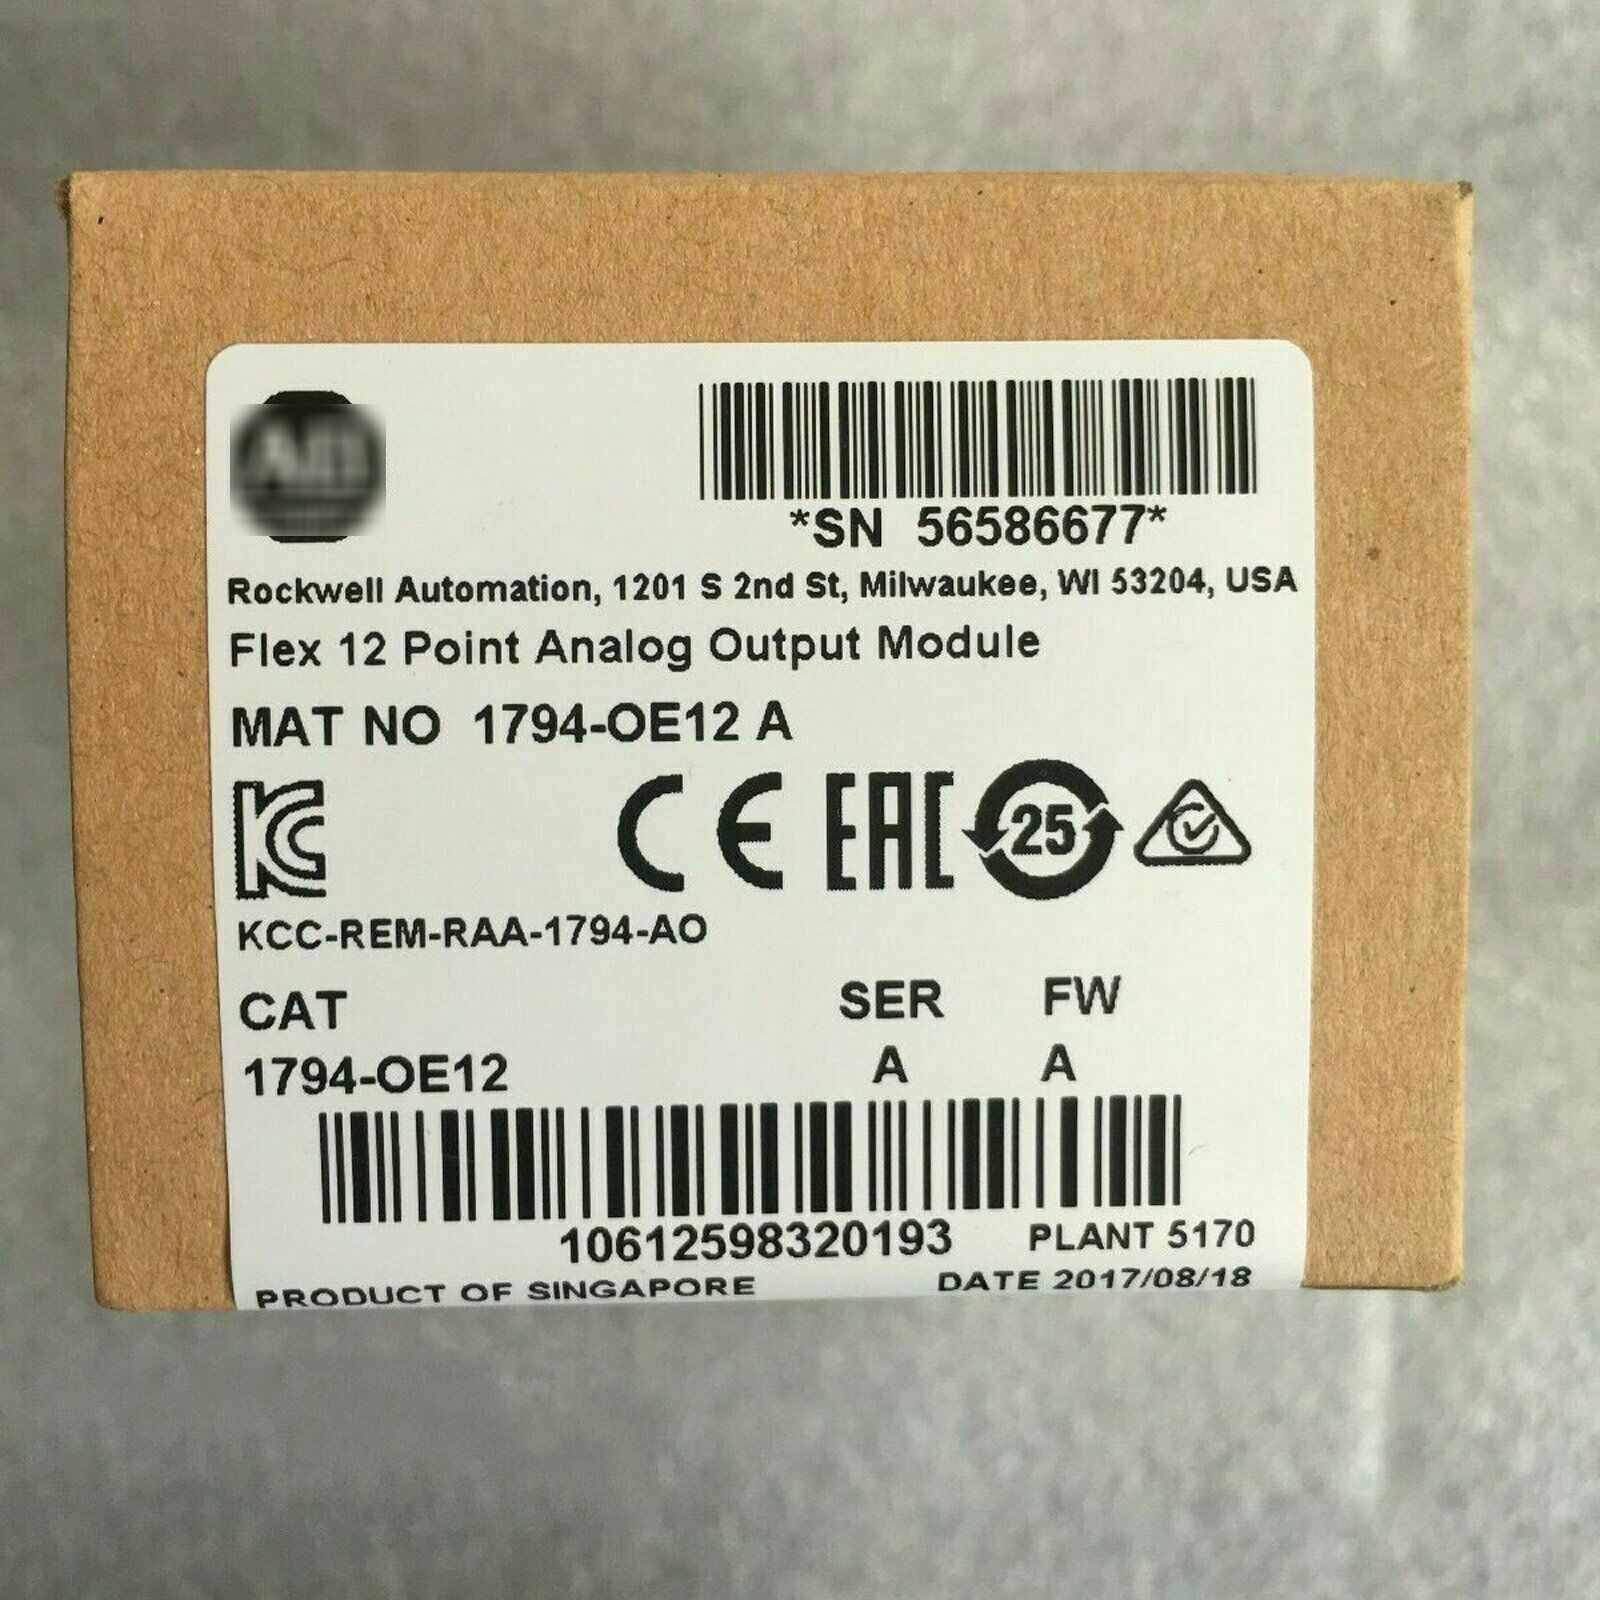 *SN 56586677*
Rockwell Automation, 1201 S 2nd St, Milwaukee, WI 53204, USA
Flex 12 Point Analog Output Module
MAT NO 1794-OE12 A
KC CE EAC 25
KCC-REM-RAA-1794-AO
CAT SER FW
1794-OE12 A A
10612598320193 PLANT 5170
PRODUCT OF SINGAPORE DATE 2017/08/18